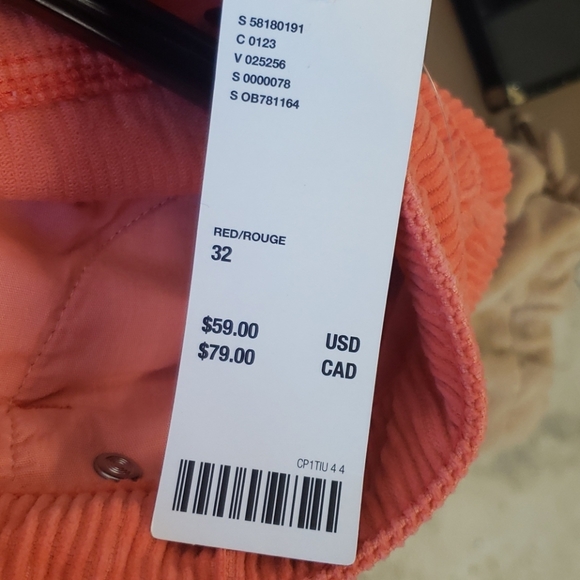 S 58180191
C 0123
V 025256
S 0000078
S OB781164
RED/ROUGE
32
$59.00 USD
$79.00 CAD
CP1TIU 4 4